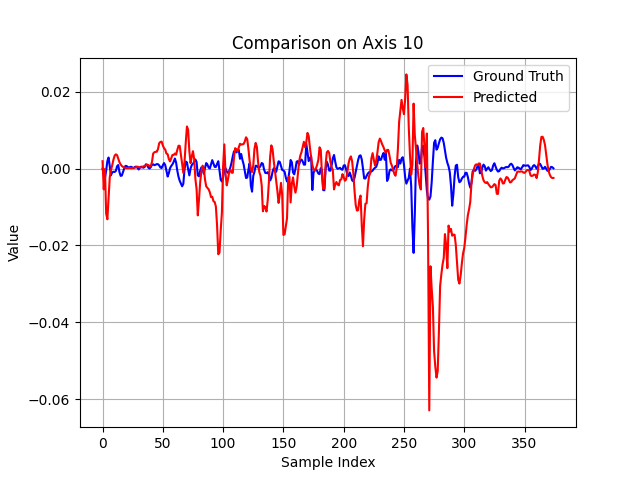 Comparison on Axis 10
Ground Truth
Predicted
0.02
0.00
−0.02
−0.04
−0.06
Value
0 50 100 150 200 250 300 350
Sample Index